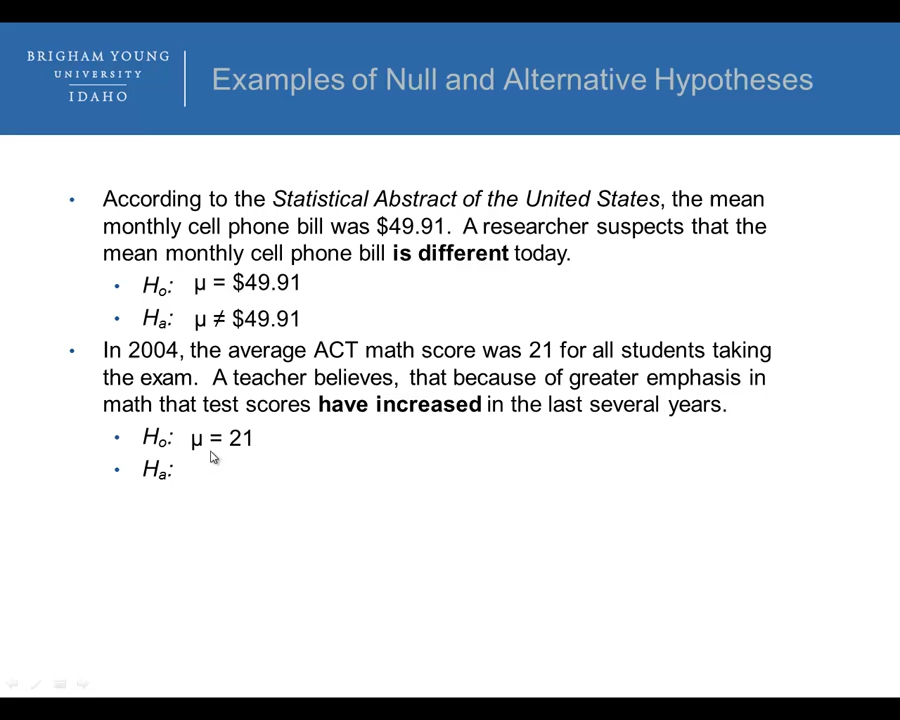 BRIGHAM YOUNG
UNIVERSITY
IDAHO
Examples of Null and Alternative Hypotheses
• According to the Statistical Abstract of the United States, the mean
monthly cell phone bill was $49.91. A researcher suspects that the
mean monthly cell phone bill is different today.
• Ho: μ = $49.91
• Ha: μ ≠ $49.91
• In 2004, the average ACT math score was 21 for all students taking
the exam. A teacher believes, that because of greater emphasis in
math that test scores have increased in the last several years.
• Ho: μ = 21
• Ha: